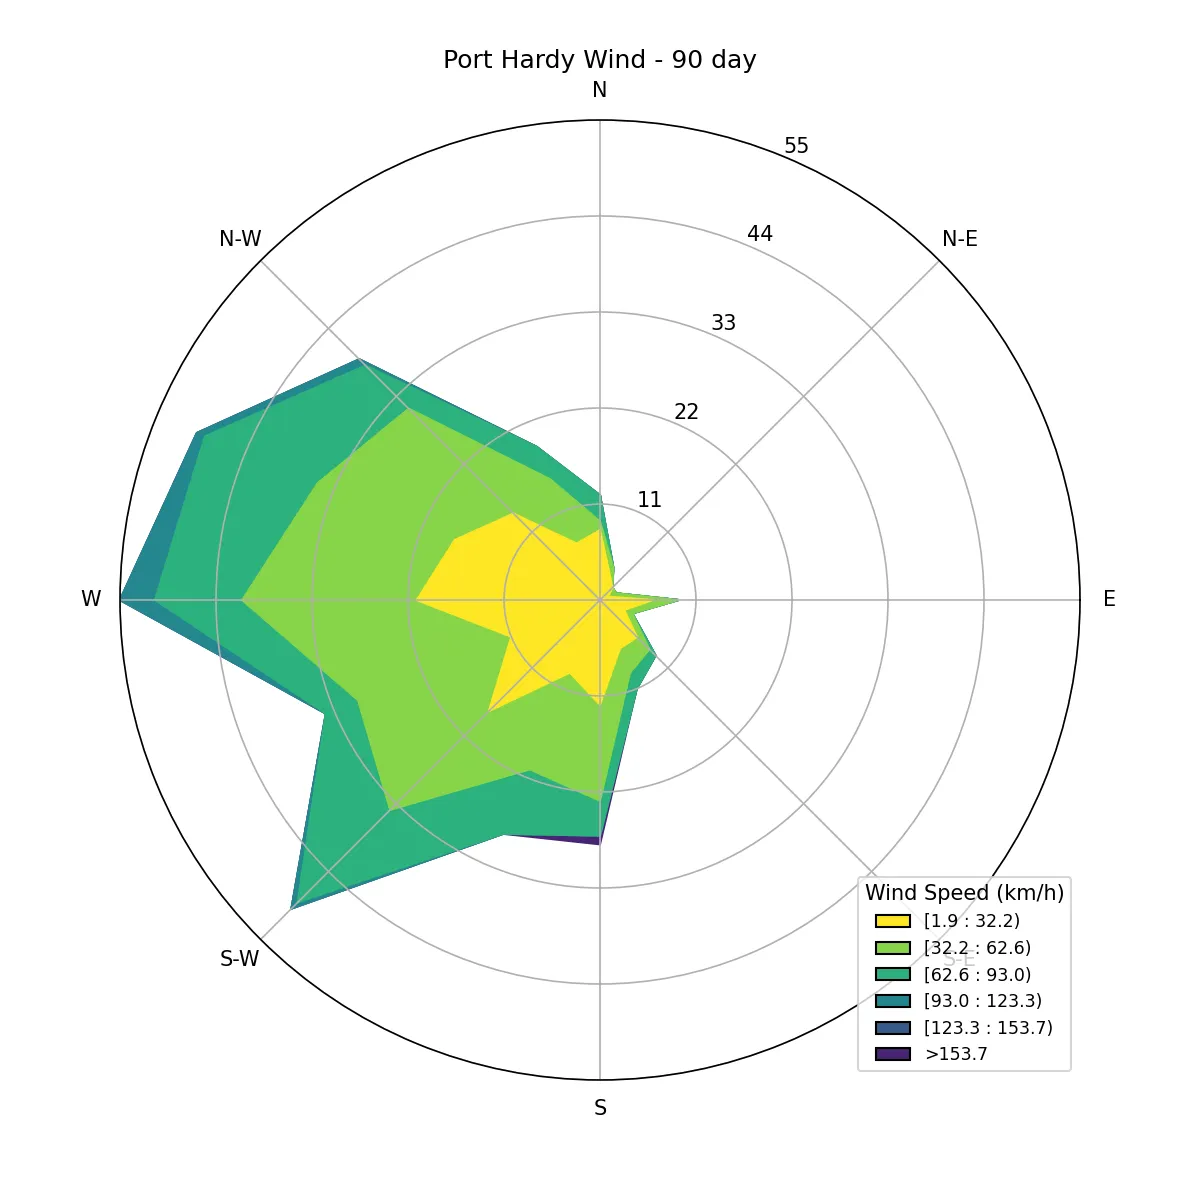 Port Hardy Wind - 90 day
N
55
N-W
44
N-E
33
22
11
W
E
Wind Speed (km/h)
[1.9 : 32.2)
[32.2 : 62.6)
S-W
S-E
[62.6 : 93.0)
[93.0 : 123.3)
[123.3 : 153.7)
>153.7
S